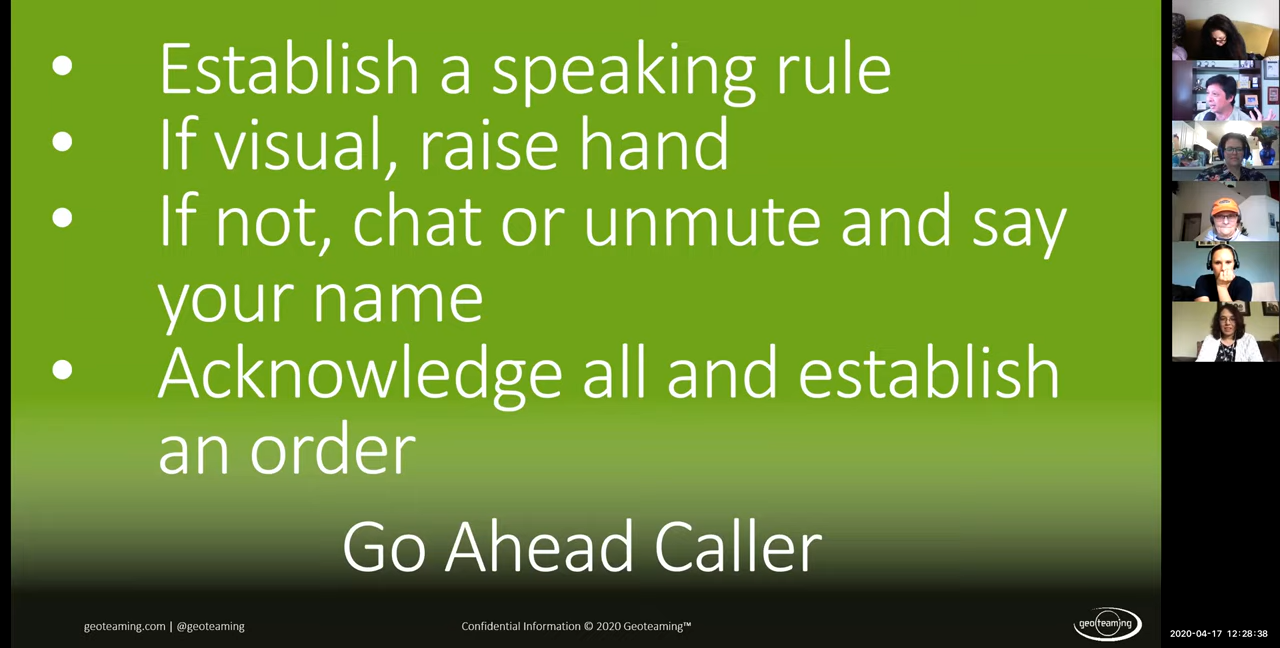 • Establish a speaking rule
• If visual, raise hand
• If not, chat or unmute and say
your name
• Acknowledge all and establish
an order
Go Ahead Caller
geoteaming.com | @geoteaming
Confidential Information © 2020 Geoteaming™
geoteaming
2020-04-17 12:28:38